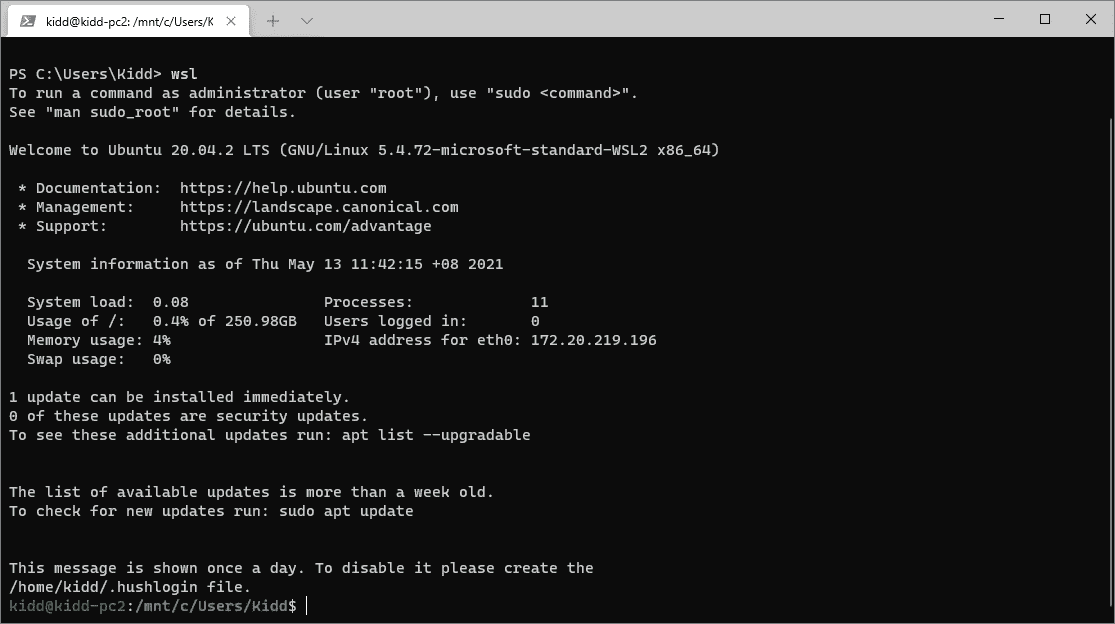 kidd@kidd-pc2: /mnt/c/Users/K
PS C:\Users\Kidd> wsl
To run a command as administrator (user "root"), use "sudo <command>".
See "man sudo_root" for details.
Welcome to Ubuntu 20.04.2 LTS (GNU/Linux 5.4.72-microsoft-standard-WSL2 x86_64)
* Documentation:  https://help.ubuntu.com
* Management:     https://landscape.canonical.com
* Support:        https://ubuntu.com/advantage
System information as of Thu May 13 11:42:15 +08 2021
System load:  0.08               Processes:             11
Usage of /:   0.4% of 250.98GB   Users logged in:       0
Memory usage: 4%                 IPv4 address for eth0: 172.20.219.196
Swap usage:   0%
1 update can be installed immediately.
0 of these updates are security updates.
To see these additional updates run: apt list --upgradable
The list of available updates is more than a week old.
To check for new updates run: sudo apt update
This message is shown once a day. To disable it please create the
/home/kidd/.hushlogin file.
kidd@kidd-pc2:/mnt/c/Users/Kidd$